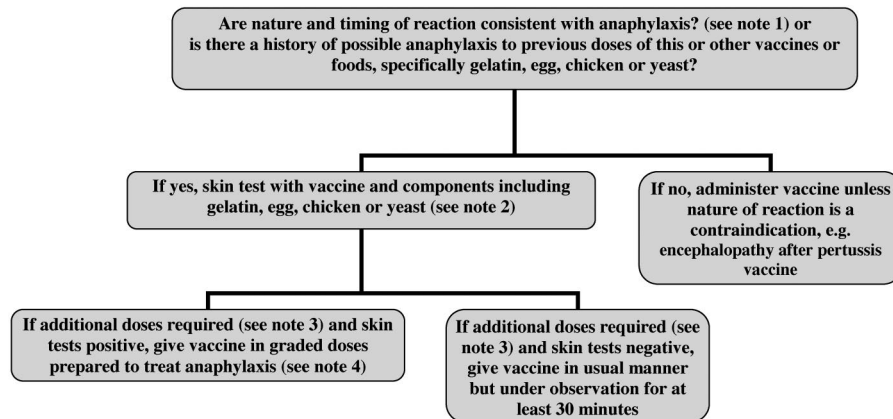 Are nature and timing of reaction consistent with anaphylaxis? (see note 1) or
is there a history of possible anaphylaxis to previous doses of this or other vaccines or
foods, specifically gelatin, egg, chicken or yeast?
If yes, skin test with vaccine and components including
gelatin, egg, chicken or yeast (see note 2)
If no, administer vaccine unless
nature of reaction is a
contraindication, e.g.
encephalopathy after pertussis
vaccine
If additional doses required (see note 3) and skin
tests positive, give vaccine in graded doses
prepared to treat anaphylaxis (see note 4)
If additional doses required (see
note 3) and skin tests negative,
give vaccine in usual manner
but under observation for at
least 30 minutes